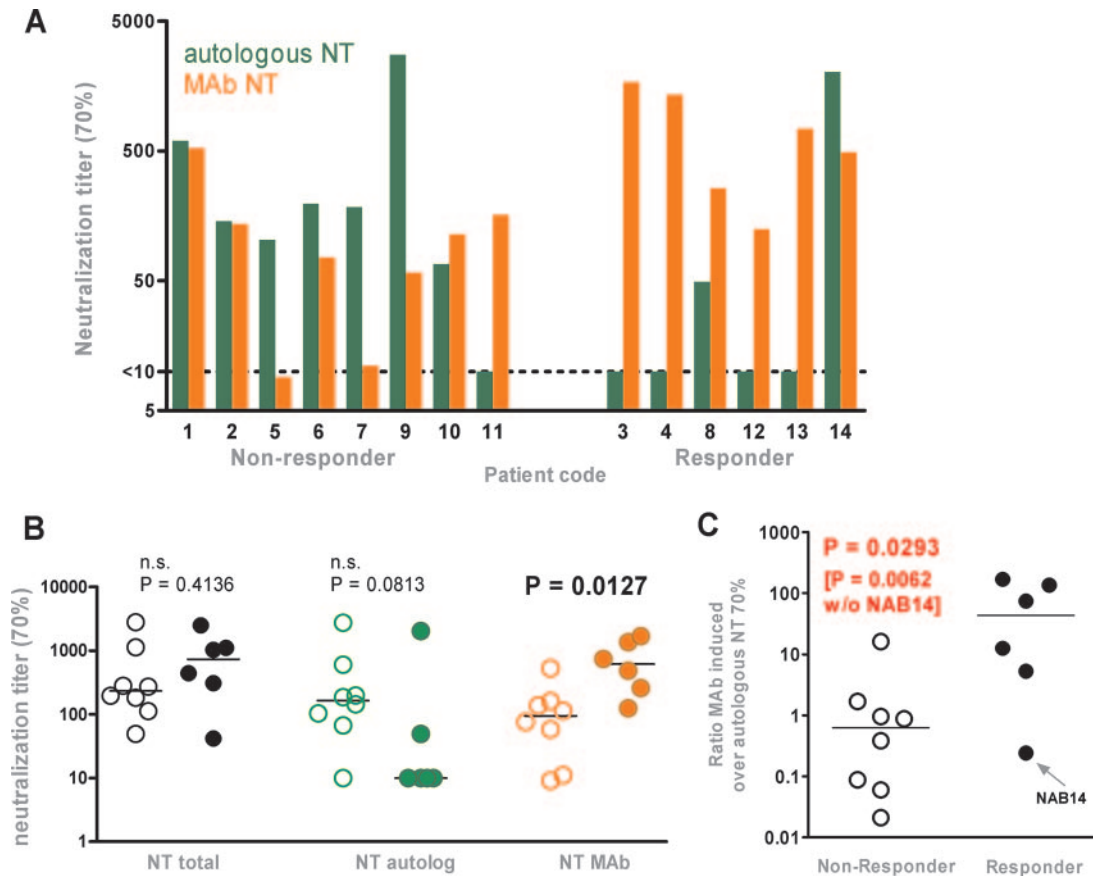 A
Neutralization titer (70%)
5000
500
50
<10
5
autologous NT
MAb NT
1 2 5 6 7 9 10 11 3 4 8 12 13 14
Non-responder
Responder
Patient code
B
neutralization titer (70%)
10000
1000
100
10
1
n.s.
P = 0.4136
n.s.
P = 0.0813
P = 0.0127
NT total
NT autolog
NT MAb
C
Ratio MAb induced
over autologous NT 70%
1000
100
10
1
0.1
0.01
P = 0.0293
[P = 0.0062
w/o NAB14]
NAB14
Non-Responder
Responder